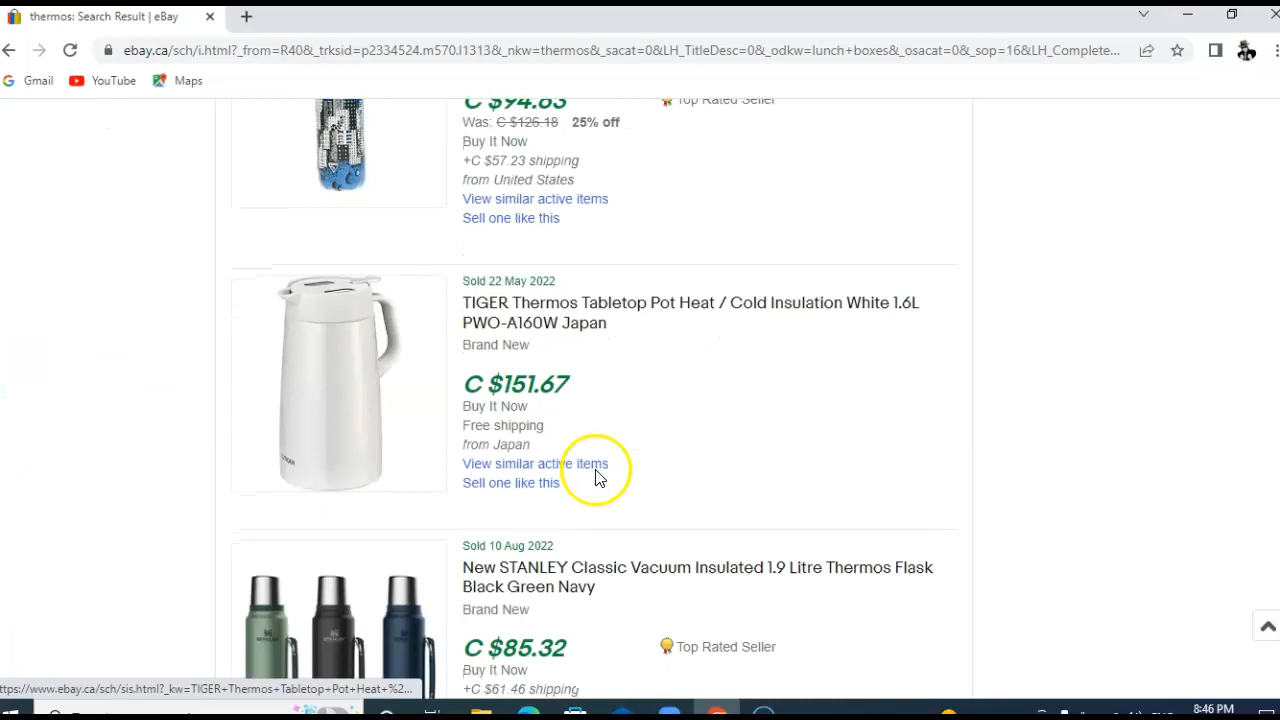 thermos: Search Result | eBay
ebay.ca/sch/i.html?_from=R40&_trksid=p2334524.m570.l1313&_nkw=thermos&_sacat=0&LH_TitleDesc=0&_odkw=lunch+boxes&_osacat=0&_sop=16&LH_Complete...
Gmail YouTube Maps
C $94.63
Top Rated Seller
Was: C $126.18 25% off
Buy It Now
+C $57.23 shipping
from United States
View similar active items
Sell one like this
Sold 22 May 2022
TIGER Thermos Tabletop Pot Heat / Cold Insulation White 1.6L
PWO-A160W Japan
Brand New
C $151.67
Buy It Now
Free shipping
from Japan
View similar active items
Sell one like this
TIGER
Sold 10 Aug 2022
New STANLEY Classic Vacuum Insulated 1.9 Litre Thermos Flask
Black Green Navy
Brand New
C $85.32
Top Rated Seller
Buy It Now
+C $61.46 shipping
https://www.ebay.ca/sch/sis.html?_kw=TIGER+Thermos+Tabletop+Pot+Heat+%2...
8:46 PM